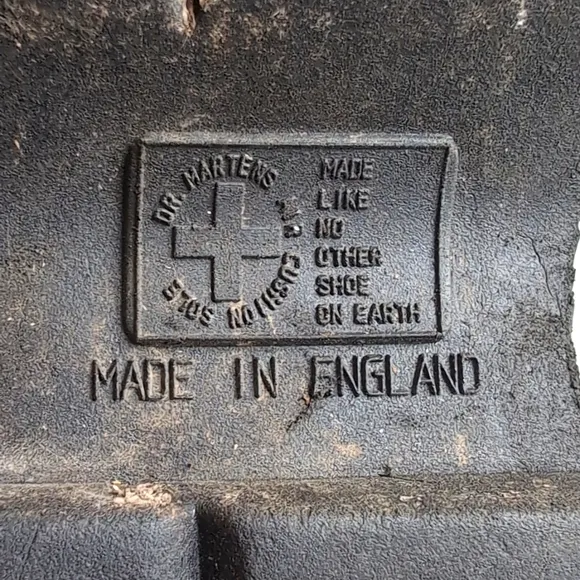 DR. MARTENS AIR CUSHION SOLE
MADE
LIKE
NO
OTHER
SHOE
ON EARTH
MADE IN ENGLAND